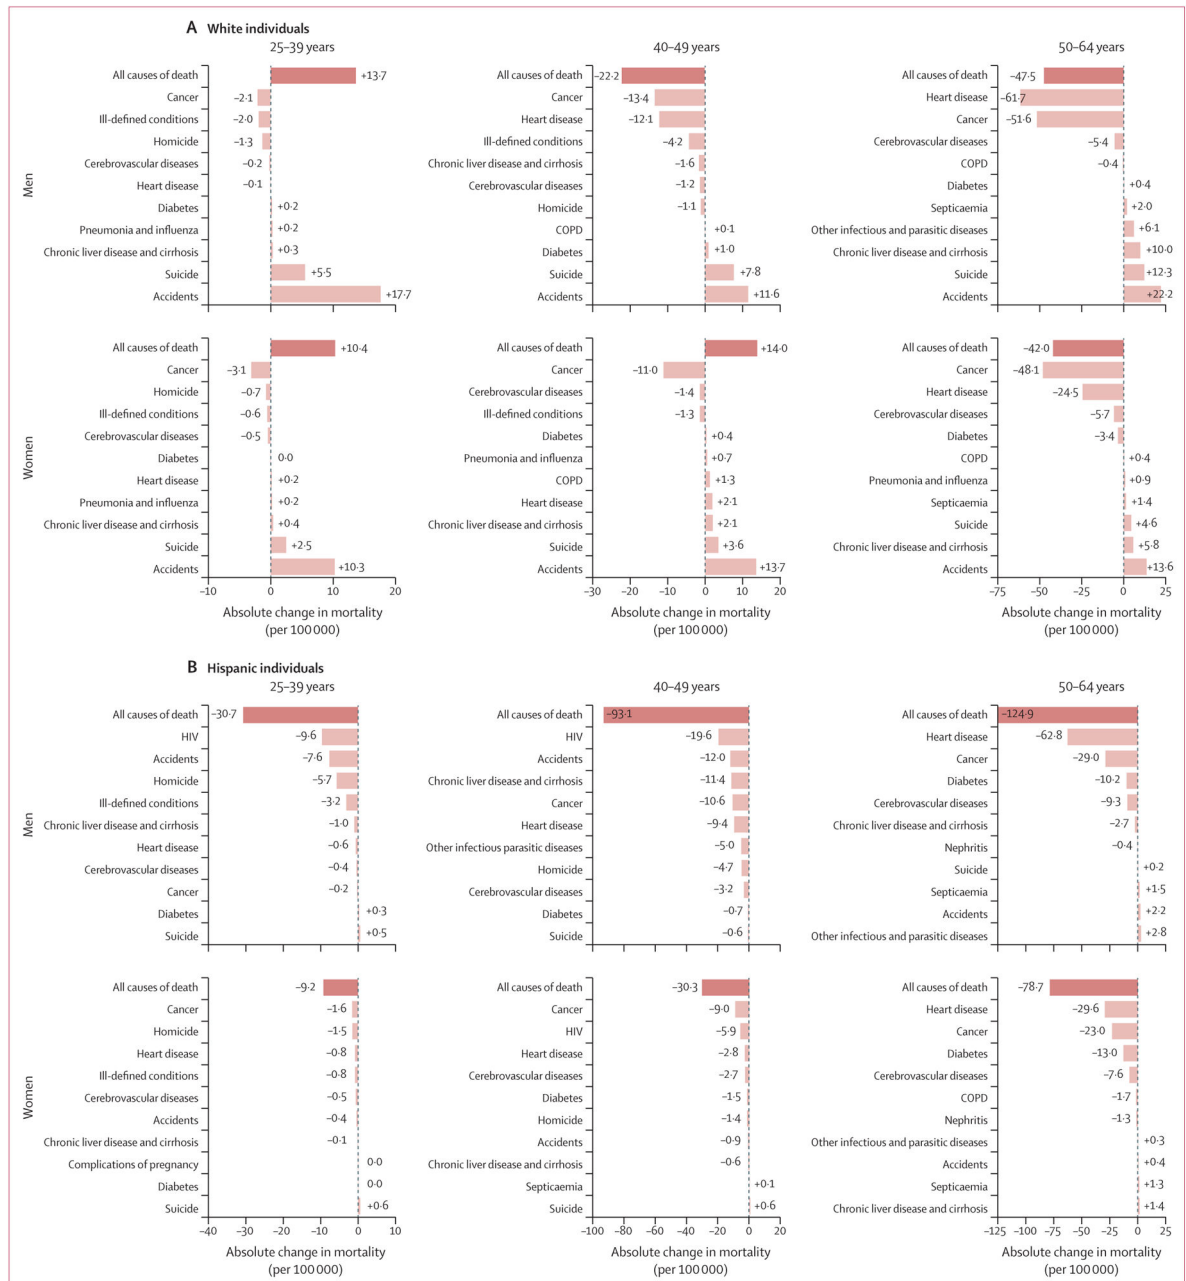 A White individuals
25–39 years
40–49 years
50–64 years
Men
All causes of death +13·7
Cancer –2·1
Ill-defined conditions –2·0
Homicide –1·3
Cerebrovascular diseases –0·2
Heart disease –0·1
Diabetes +0·2
Pneumonia and influenza +0·2
Chronic liver disease and cirrhosis +0·3
Suicide +5·5
Accidents +17·7
All causes of death –22·2
Cancer –13·4
Heart disease –12·1
Ill-defined conditions –4·2
Chronic liver disease and cirrhosis –1·6
Cerebrovascular diseases –1·2
Homicide –1·1
COPD +0·1
Diabetes +1·0
Suicide +7·8
Accidents +11·6
All causes of death –47·5
Heart disease –61·7
Cancer –51·6
Cerebrovascular diseases –5·4
COPD –0·4
Diabetes +0·4
Septicaemia +2·0
Other infectious and parasitic diseases +6·1
Chronic liver disease and cirrhosis +10·0
Suicide +12·3
Accidents +22·2
Women
All causes of death +10·4
Cancer –3·1
Homicide –0·7
Ill-defined conditions –0·6
Cerebrovascular diseases –0·5
Diabetes 0·0
Heart disease +0·2
Pneumonia and influenza +0·2
Chronic liver disease and cirrhosis +0·4
Suicide +2·5
Accidents +10·3
–10 0 10 20
Absolute change in mortality
(per 100 000)
All causes of death +14·0
Cancer –11·0
Cerebrovascular diseases –1·4
Ill-defined conditions –1·3
Diabetes +0·4
Pneumonia and influenza +0·7
COPD +1·3
Heart disease +2·1
Chronic liver disease and cirrhosis +2·1
Suicide +3·6
Accidents +13·7
–30 –20 –10 0 10 20
Absolute change in mortality
(per 100 000)
All causes of death –42·0
Cancer –48·1
Heart disease –24·5
Cerebrovascular diseases –5·7
Diabetes –3·4
COPD +0·4
Pneumonia and influenza +0·9
Septicaemia +1·4
Suicide +4·6
Chronic liver disease and cirrhosis +5·8
Accidents +13·6
–75 –50 –25 0 25
Absolute change in mortality
(per 100 000)
B Hispanic individuals
25–39 years
40–49 years
50–64 years
Men
All causes of death –30·7
HIV –9·6
Accidents –7·6
Homicide –5·7
Ill-defined conditions –3·2
Chronic liver disease and cirrhosis –1·0
Heart disease –0·6
Cerebrovascular diseases –0·4
Cancer –0·2
Diabetes +0·3
Suicide +0·5
All causes of death –93·1
HIV –19·6
Accidents –12·0
Chronic liver disease and cirrhosis –11·4
Cancer –10·6
Heart disease –9·4
Other infectious parasitic diseases –5·0
Homicide –4·7
Cerebrovascular diseases –3·2
Diabetes –0·7
Suicide –0·6
All causes of death –124·9
Heart disease –62·8
Cancer –29·0
Diabetes –10·2
Cerebrovascular diseases –9·3
Chronic liver disease and cirrhosis –2·7
Nephritis –0·4
Suicide +0·2
Septicaemia +1·5
Accidents +2·2
Other infectious and parasitic diseases +2·8
Women
All causes of death –9·2
Cancer –1·6
Homicide –1·5
Heart disease –0·8
Ill-defined conditions –0·8
Cerebrovascular diseases –0·5
Accidents –0·4
Chronic liver disease and cirrhosis –0·1
Complications of pregnancy 0·0
Diabetes 0·0
Suicide +0·6
–40 –30 –20 –10 0 10
Absolute change in mortality
(per 100 000)
All causes of death –30·3
Cancer –9·0
HIV –5·9
Heart disease –2·8
Cerebrovascular diseases –2·7
Diabetes –1·5
Homicide –1·4
Accidents –0·9
Chronic liver disease and cirrhosis –0·6
Septicaemia +0·1
Suicide +0·6
–100 –80 –60 –40 –20 0 20
Absolute change in mortality
(per 100 000)
All causes of death –78·7
Heart disease –29·6
Cancer –23·0
Diabetes –13·0
Cerebrovascular diseases –7·6
COPD –1·7
Nephritis –1·3
Other infectious and parasitic diseases +0·3
Accidents +0·4
Septicaemia +1·3
Chronic liver disease and cirrhosis +1·4
–125 –100 –75 –50 –25 0 25
Absolute change in mortality
(per 100 000)